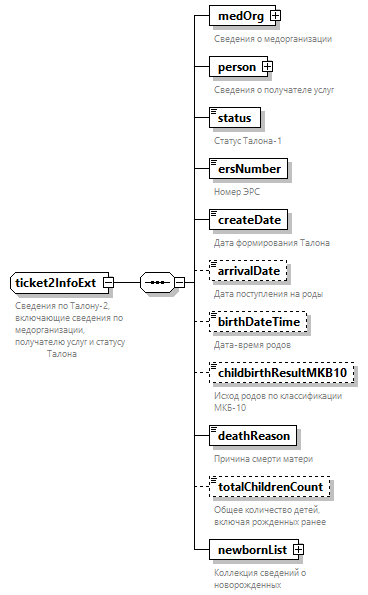 medOrg
Сведения о медорганизации
person
Сведения о получателе услуг
status
Статус Талона-1
ersNumber
Номер ЭРС
createDate
Дата формирования Талона
ticket2InfoExt
Сведения по Талону-2,
включающие сведения по
медорганизации,
получателю услуг и статусу
Талона
arrivalDate
Дата поступления на роды
birthDateTime
Дата-время родов
childbirthResultMKB10
Исход родов по классификации
МКБ-10
deathReason
Причина смерти матери
totalChildrenCount
Общее количество детей,
включая рожденных ранее
newbornList
Коллекция сведений о
новорожденных